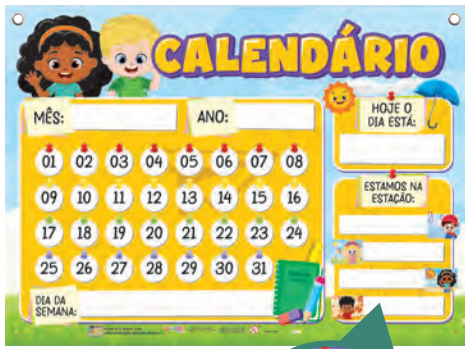 CALENDÁRIO
MÊS: ANO:
01 02 03 04 05 06 07 08
09 10 11 12 13 14 15 16
17 18 19 20 21 22 23 24
25 26 27 28 29 30 31
DIA DA
SEMANA:
HOJE O
DIA ESTÁ:
ESTAMOS NA
ESTAÇÃO: